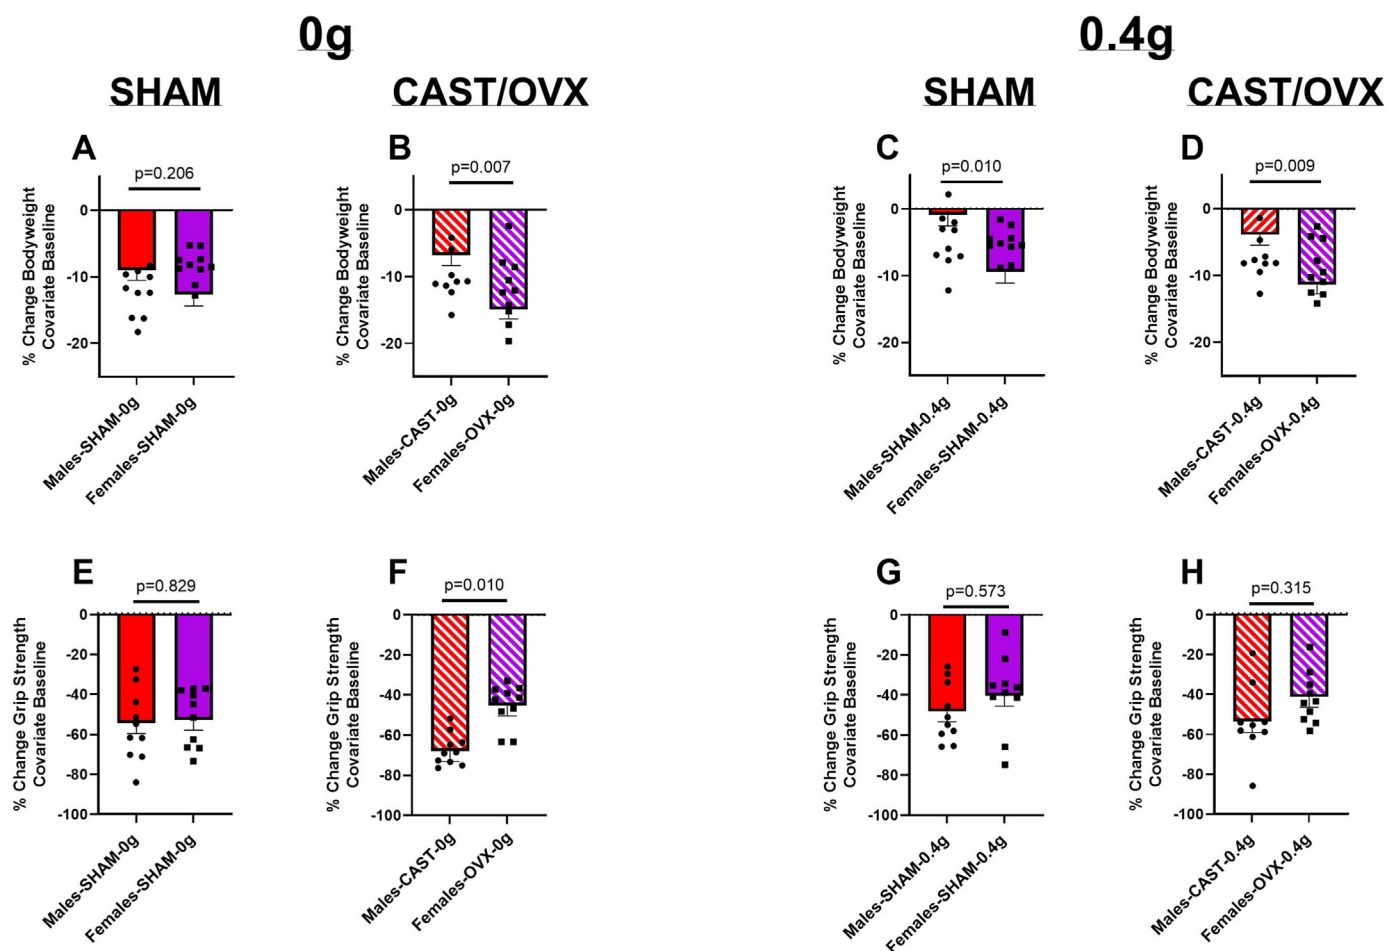 0g
0.4g
SHAM
CAST/OVX
SHAM
CAST/OVX
A
p=0.206
% Change Bodyweight
Covariate Baseline
0
-10
-20
Males-SHAM-0g
Females-SHAM-0g
B
p=0.007
% Change Bodyweight
Covariate Baseline
0
-10
-20
Males-CAST-0g
Females-OVX-0g
C
p=0.010
% Change Bodyweight
Covariate Baseline
0
-10
-20
Males-SHAM-0.4g
Females-SHAM-0.4g
D
p=0.009
% Change Bodyweight
Covariate Baseline
0
-10
-20
Males-CAST-0.4g
Females-OVX-0.4g
E
p=0.829
% Change Grip Strength
Covariate Baseline
0
-20
-40
-60
-80
-100
Males-SHAM-0g
Females-SHAM-0g
F
p=0.010
% Change Grip Strength
Covariate Baseline
0
-20
-40
-60
-80
-100
Males-CAST-0g
Females-OVX-0g
G
p=0.573
% Change Grip Strength
Covariate Baseline
0
-20
-40
-60
-80
-100
Males-SHAM-0.4g
Females-SHAM-0.4g
H
p=0.315
% Change Grip Strength
Covariate Baseline
0
-20
-40
-60
-80
-100
Males-CAST-0.4g
Females-OVX-0.4g